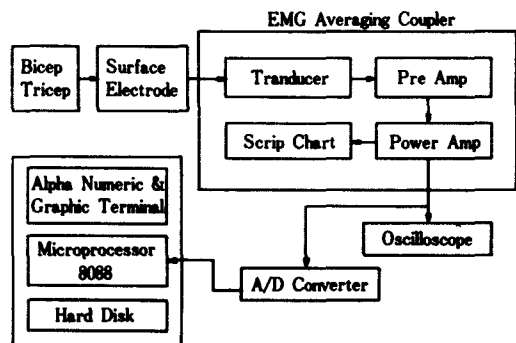 EMG Averaging Coupler
Bicep
Tricep
Surface
Electrode
Tranducer
Pre Amp
Scrip Chart
Power Amp
Alpha Numeric &
Graphic Terminal
Oscilloscope
Microprocessor
8088
A/D Converter
Hard Disk